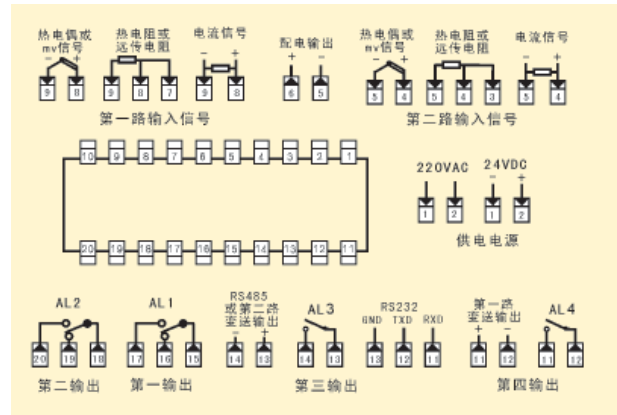 热电偶或
mv信号
- +
9 8
热电阻或
远传电阻
9 8 7
电流信号
- +
9 8
第一路输入信号
配电输出
+ -
6 5
热电偶或
mv信号
- +
5 4
热电阻或
远传电阻
5 4 3
电流信号
- +
5 4
第二路输入信号
10 9 8 7 6 5 4 3 2 1
20 19 18 17 16 15 14 13 12 11
220VAC 24VDC
- +
1 2 1 2
供电电源
AL2
20 19 18
第二输出
AL1
17 16 15
第一输出
RS485
或第二路
变送输出
- +
14 13
AL3
14 13
第三输出
RS232
GND TXD RXD
13 12 11
第一路
变送输出
+ -
11 12
AL4
11 12
第四输出